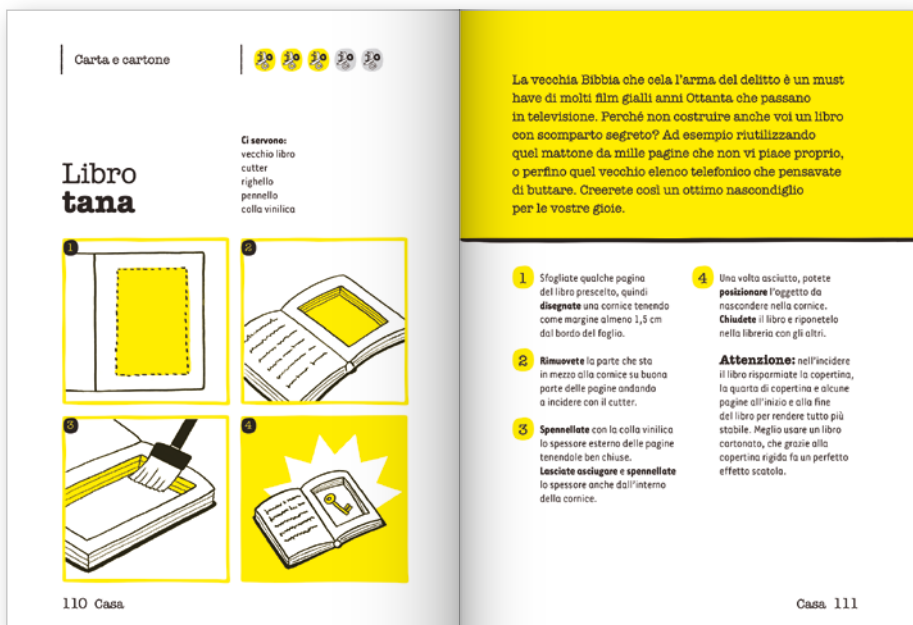 Carta e cartone
Libro
tana
Ci servono:
vecchio libro
cutter
righello
pennello
colla vinilica
1
2
3
4
110 Casa
La vecchia Bibbia che cela l'arma del delitto è un must
have di molti film gialli anni Ottanta che passano
in televisione. Perché non costruire anche voi un libro
con scomparto segreto? Ad esempio riutilizzando
quel mattone da mille pagine che non vi piace proprio,
o perfino quel vecchio elenco telefonico che pensavate
di buttare. Creerete così un ottimo nascondiglio
per le vostre gioie.
1 Sfogliate qualche pagina
del libro prescelto, quindi
disegnate una cornice tenendo
come margine almeno 1,5 cm
dal bordo del foglio.
2 Rimuovete la parte che sta
in mezzo alla cornice su buona
parte delle pagine andando
a incidere con il cutter.
3 Spennellate con la colla vinilica
lo spessore esterno delle pagine
tenendole ben chiuse.
Lasciate asciugare e spennellate
lo spessore anche dall'interno
della cornice.
4 Una volta asciutto, potete
posizionare l'oggetto da
nascondere nella cornice.
Chiudete il libro e riponetelo
nella libreria con gli altri.
Attenzione: nell'incidere
il libro risparmiate la copertina,
la quarta di copertina e alcune
pagine all'inizio e alla fine
del libro per rendere tutto più
stabile. Meglio usare un libro
cartonato, che grazie alla
copertina rigida fa un perfetto
effetto scatola.
Casa 111